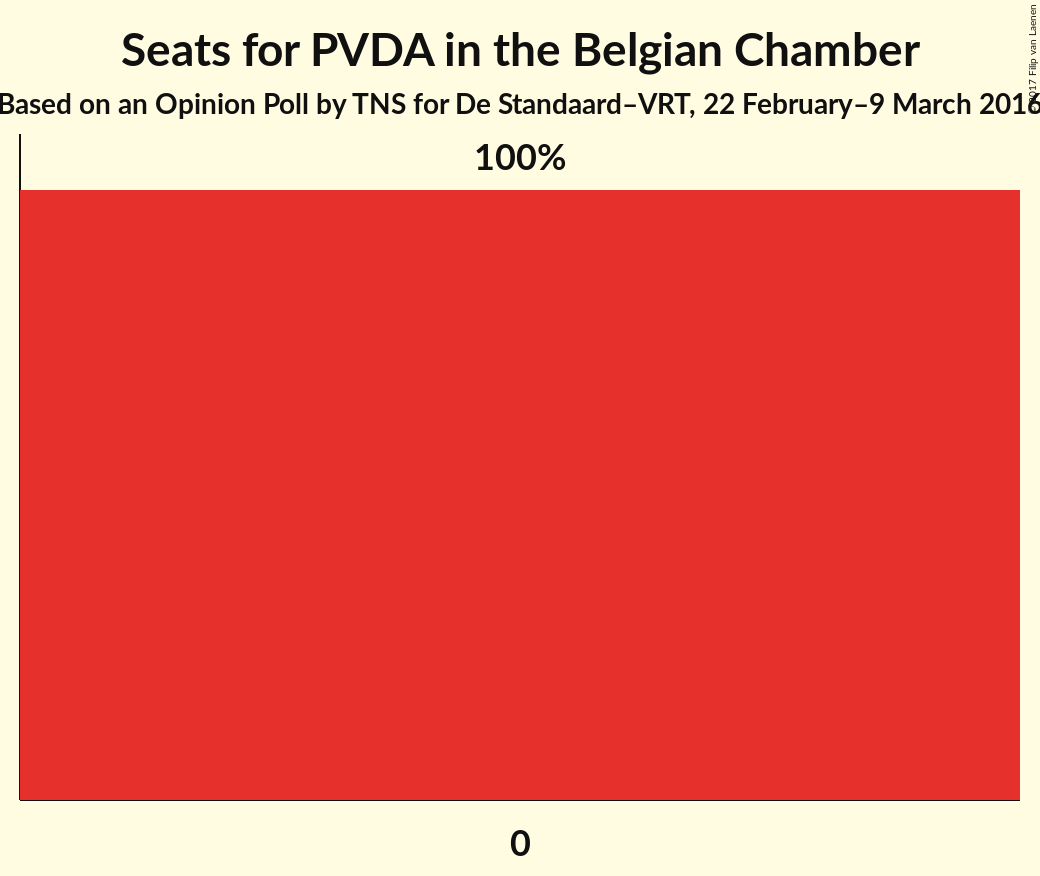 Seats for PVDA in the Belgian Chamber
Based on an Opinion Poll by TNS for De Standaard–VRT, 22 February–9 March 2016
© 2017 Filip van Laenen
100%
0